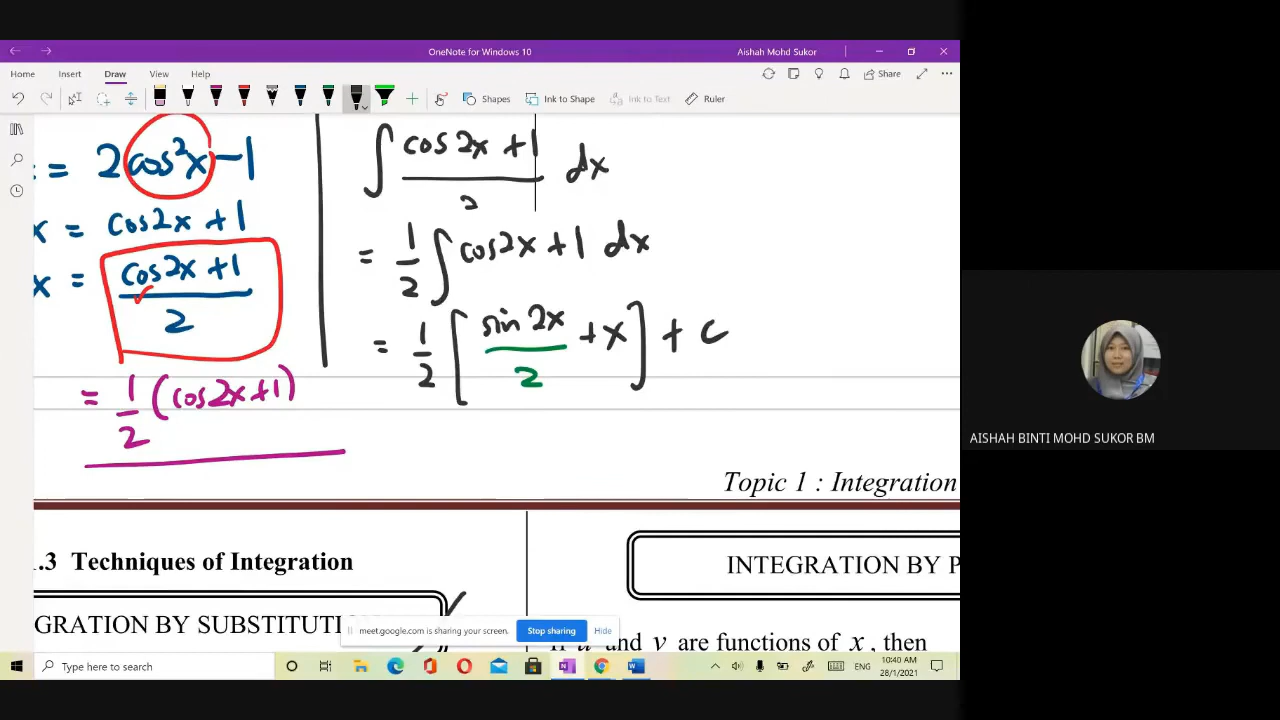 OneNote for Windows 10
Aishah Mohd Sukor
Home Insert Draw View Help
Share
Shapes Ink to Shape Ink to Text Ruler
= 2cos²x - 1
x = cos2x + 1
x = cos2x + 1
2
= 1/2 (cos2x + 1)
∫ cos 2x + 1 dx
2
= 1/2 ∫ cos2x + 1 dx
= 1/2 [ sin 2x / 2 + x ] + c
Topic 1 : Integration
.3 Techniques of Integration
INTEGRATION BY P
GRATION BY SUBSTITUTI
and v are functions of x, then
meet.google.com is sharing your screen. Stop sharing Hide
Type here to search
ENG
10:40 AM
28/1/2021
AISHAH BINTI MOHD SUKOR BM